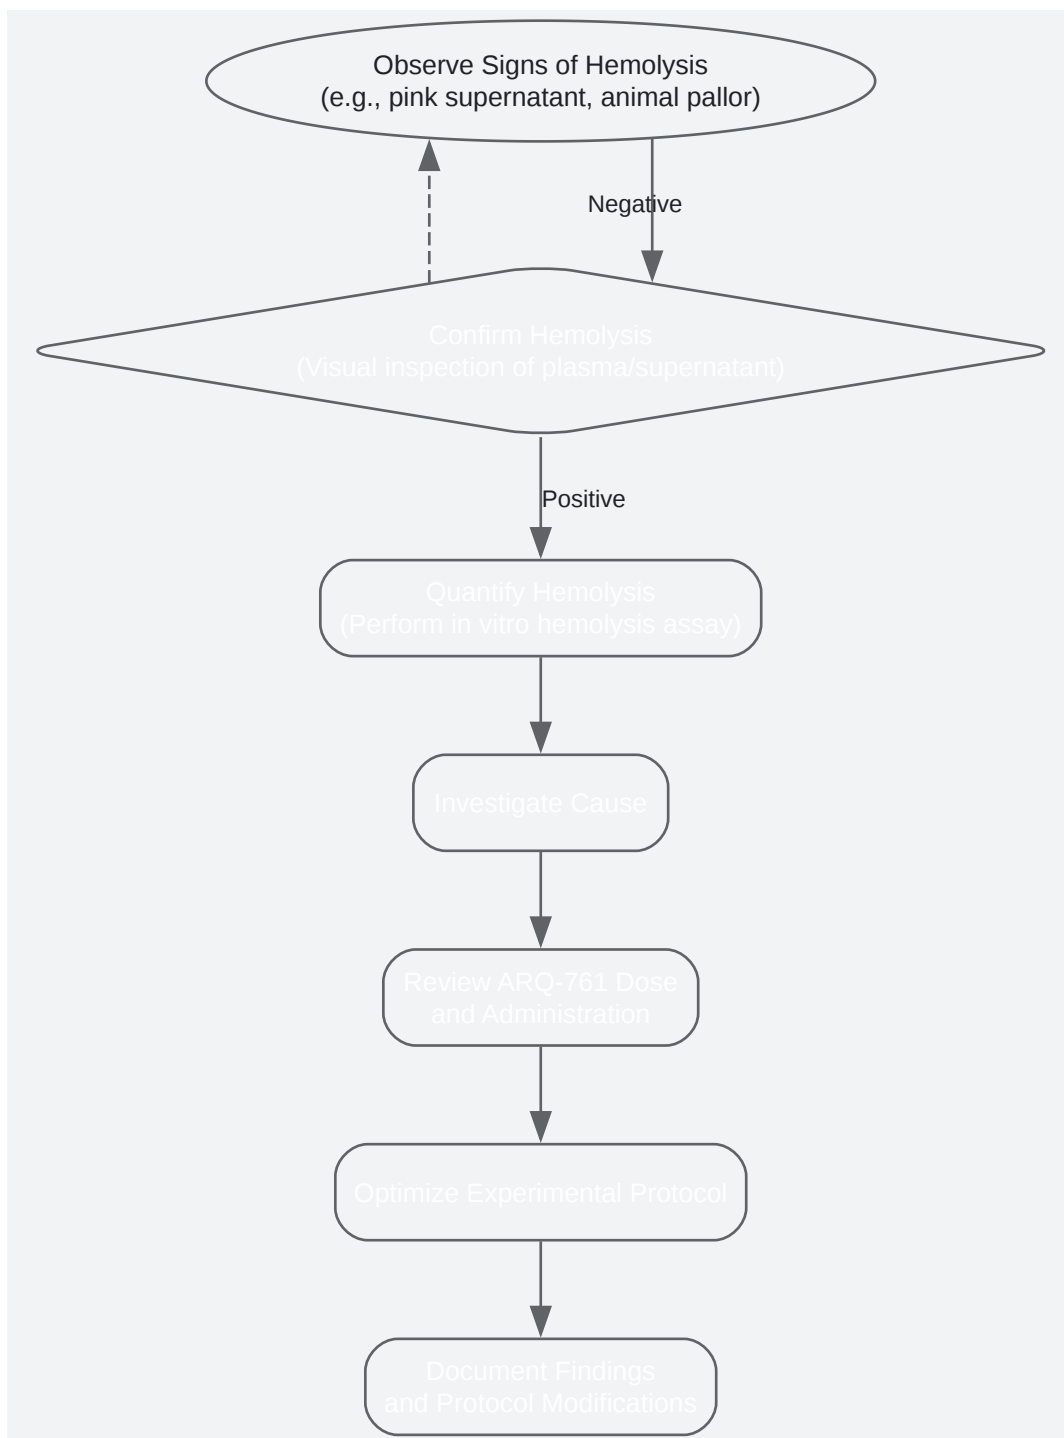 Observe Signs of Hemolysis
(e.g., pink supernatant, animal pallor)
Negative
Confirm Hemolysis
(Visual inspection of plasma/supernatant)
Positive
Quantify Hemolysis
(Perform in vitro hemolysis assay)
Investigate Cause
Review ARQ-761 Dose
and Administration
Optimize Experimental Protocol
Document Findings
and Protocol Modifications